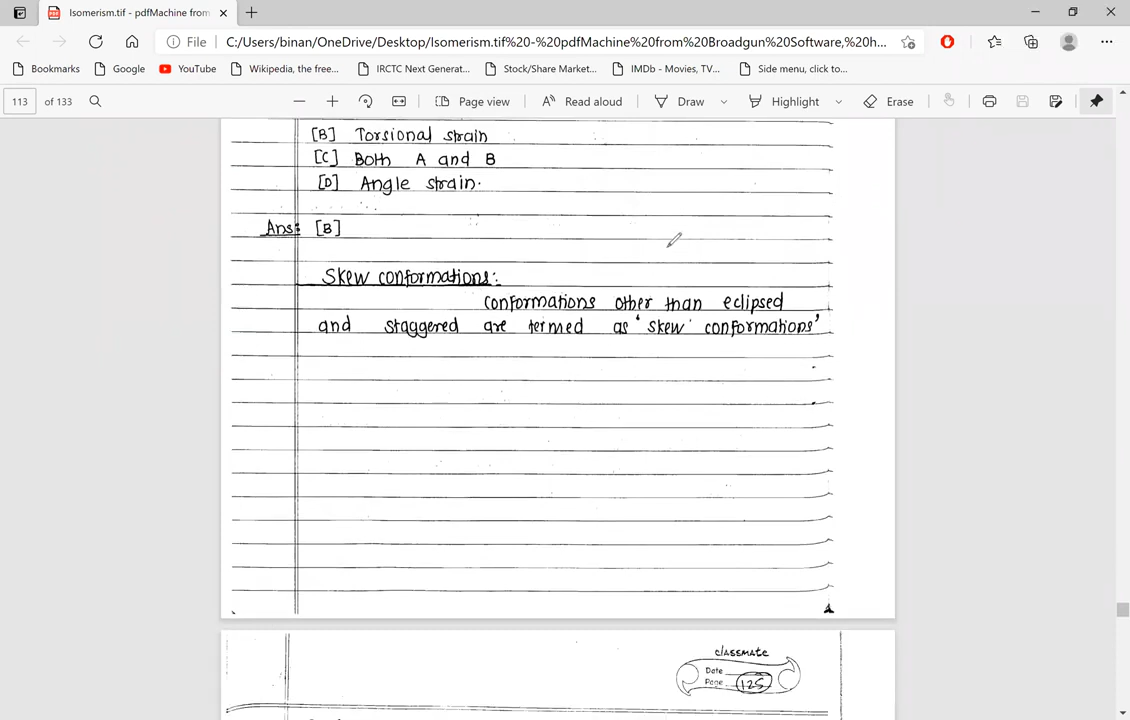 Isomerism.tif - pdfMachine from
File
C:/Users/binan/OneDrive/Desktop/Isomerism.tif%20-%20pdfMachine%20from%20Broadgun%20Software,%20h...
Bookmarks Google YouTube Wikipedia, the free... IRCTC Next Generat... Stock/Share Market... IMDb - Movies, TV... Side menu, click to...
113 of 133 Page view Read aloud Draw Highlight Erase
[B] Torsional strain
[C] Both A and B
[D] Angle strain.
Ans: [B]
Skew conformations:
conformations other than eclipsed
and staggered are termed as 'skew' conformations'
classmate
Date
Page 125